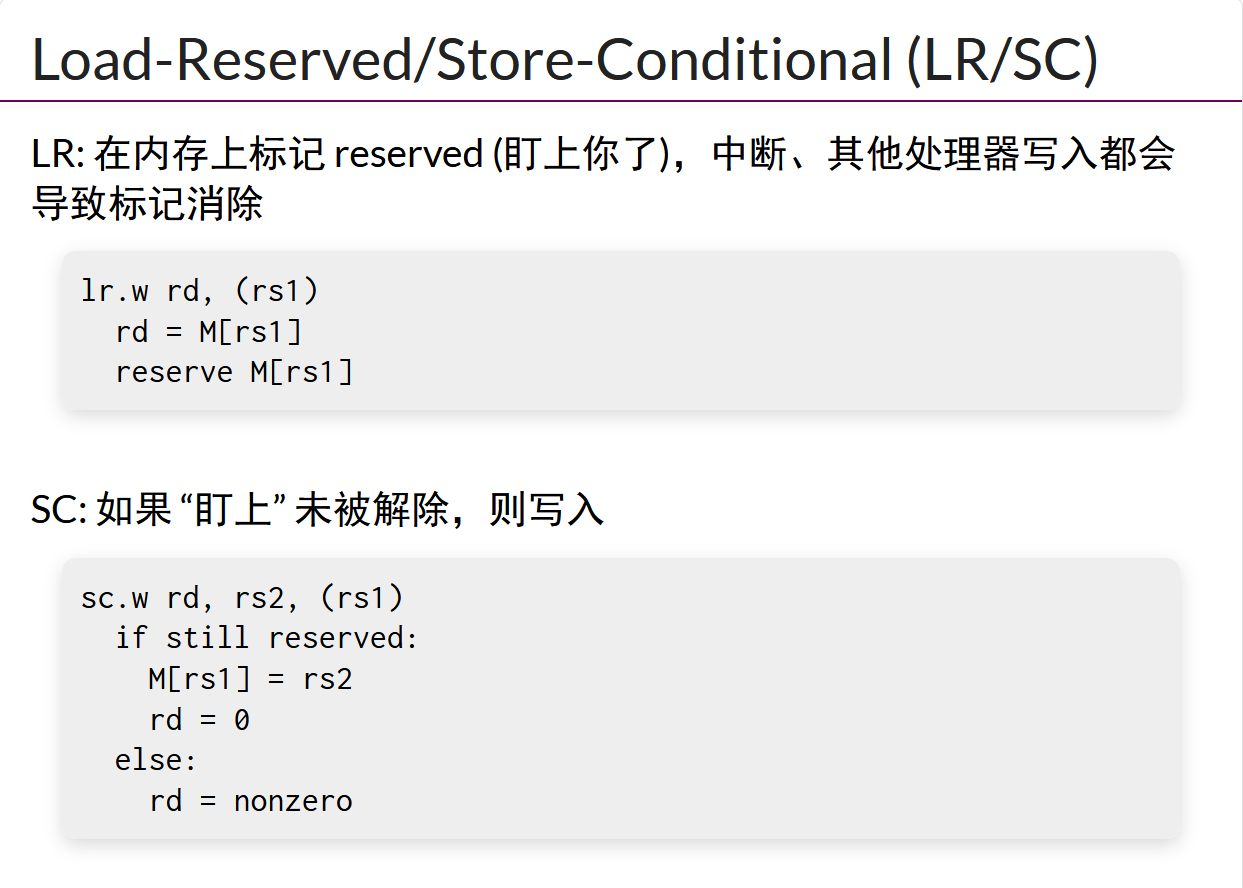 Load-Reserved/Store-Conditional (LR/SC)
LR: 在内存上标记 reserved (盯上你了)，中断、其他处理器写入都会
导致标记消除
lr.w rd, (rs1)
  rd = M[rs1]
  reserve M[rs1]
SC: 如果 “盯上” 未被解除，则写入
sc.w rd, rs2, (rs1)
  if still reserved:
    M[rs1] = rs2
    rd = 0
  else:
    rd = nonzero